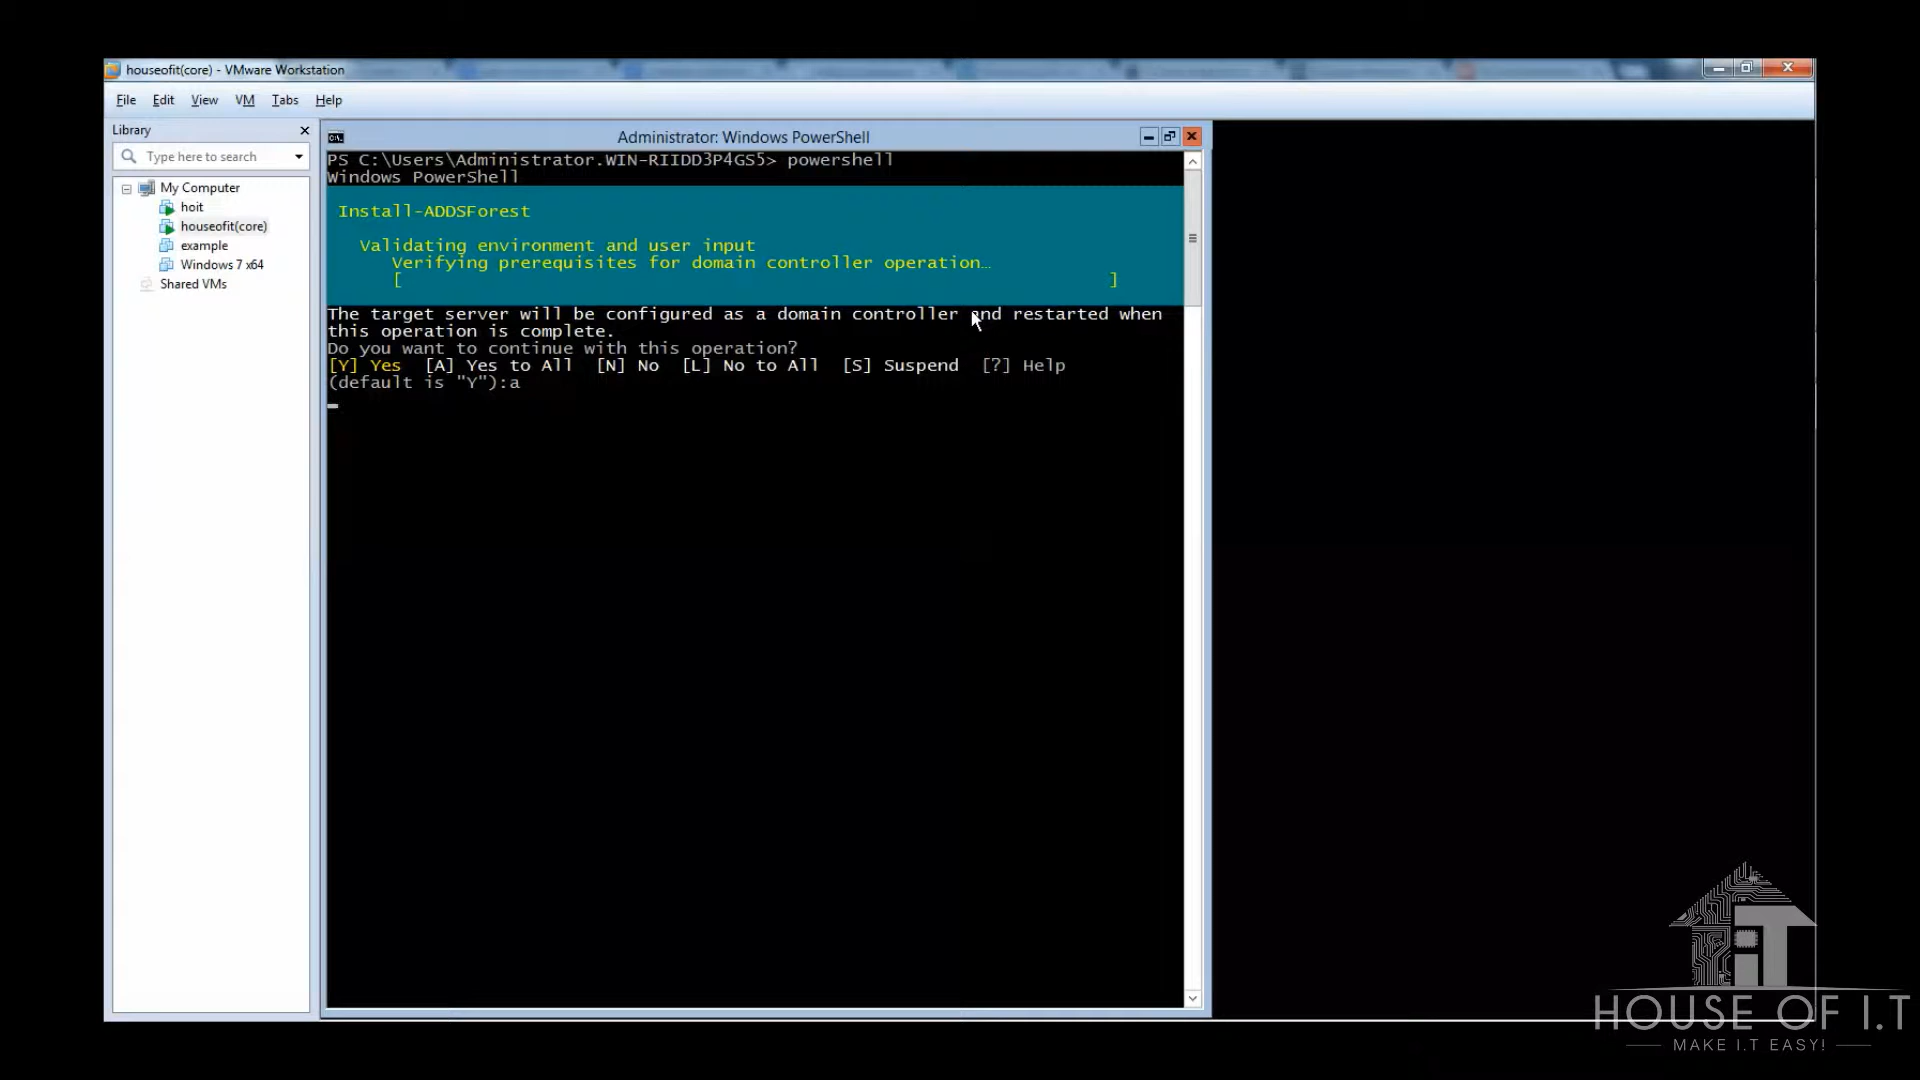 houseofit(core) - VMware Workstation
File Edit View VM Tabs Help
Library
Type here to search
My Computer
hoit
houseofit(core)
example
Windows 7 x64
Shared VMs
Administrator: Windows PowerShell
PS C:\Users\Administrator.WIN-RIIDD3P4GS5> powershell
Windows PowerShell
Install-ADDSForest
Validating environment and user input
Verifying prerequisites for domain controller operation…
[ ]
The target server will be configured as a domain controller and restarted when
this operation is complete.
Do you want to continue with this operation?
[Y] Yes [A] Yes to All [N] No [L] No to All [S] Suspend [?] Help
(default is "Y"):a
HOUSE OF I.T
MAKE I.T EASY!